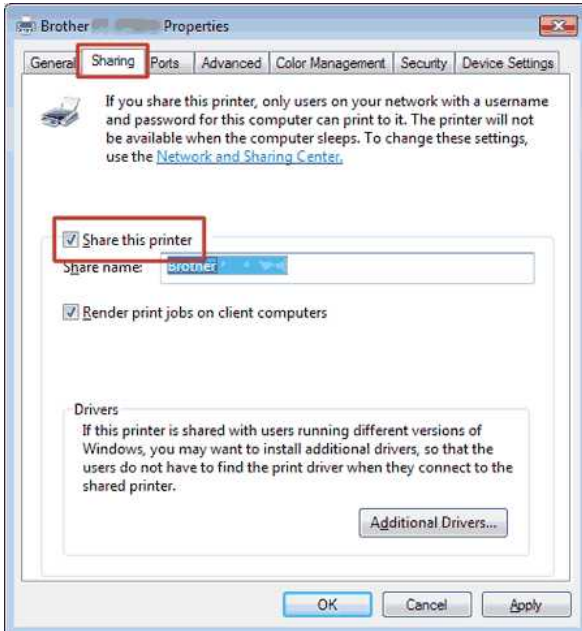 Brother Properties
General Sharing Ports Advanced Color Management Security Device Settings
If you share this printer, only users on your network with a username
and password for this computer can print to it. The printer will not
be available when the computer sleeps. To change these settings,
use the Network and Sharing Center.
Share this printer
Share name: Brother
Render print jobs on client computers
Drivers
If this printer is shared with users running different versions of
Windows, you may want to install additional drivers, so that the
users do not have to find the print driver when they connect to the
shared printer.
Additional Drivers...
OK Cancel Apply